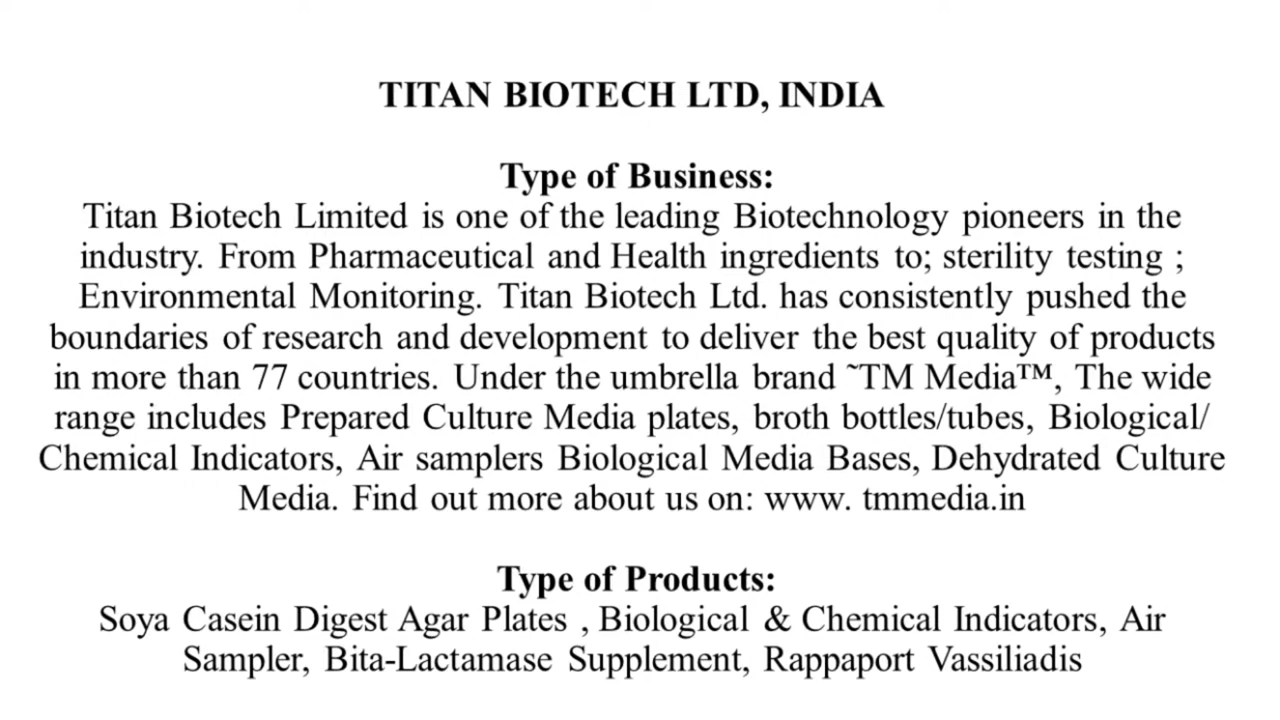 TITAN BIOTECH LTD, INDIA
Type of Business:
Titan Biotech Limited is one of the leading Biotechnology pioneers in the
industry. From Pharmaceutical and Health ingredients to; sterility testing ;
Environmental Monitoring. Titan Biotech Ltd. has consistently pushed the
boundaries of research and development to deliver the best quality of products
in more than 77 countries. Under the umbrella brand ˜TM Media™, The wide
range includes Prepared Culture Media plates, broth bottles/tubes, Biological/
Chemical Indicators, Air samplers Biological Media Bases, Dehydrated Culture
Media. Find out more about us on: www. tmmedia.in
Type of Products:
Soya Casein Digest Agar Plates , Biological & Chemical Indicators, Air
Sampler, Bita-Lactamase Supplement, Rappaport Vassiliadis